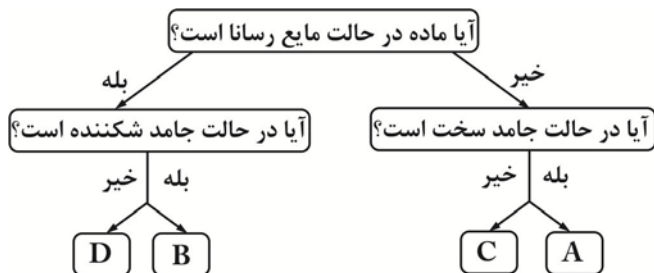 آیا ماده در حالت مایع رسانا است؟
خیر
بله
آیا در حالت جامد سخت است؟
آیا در حالت جامد شکننده است؟
بله
خیر
بله
خیر
A
C
B
D